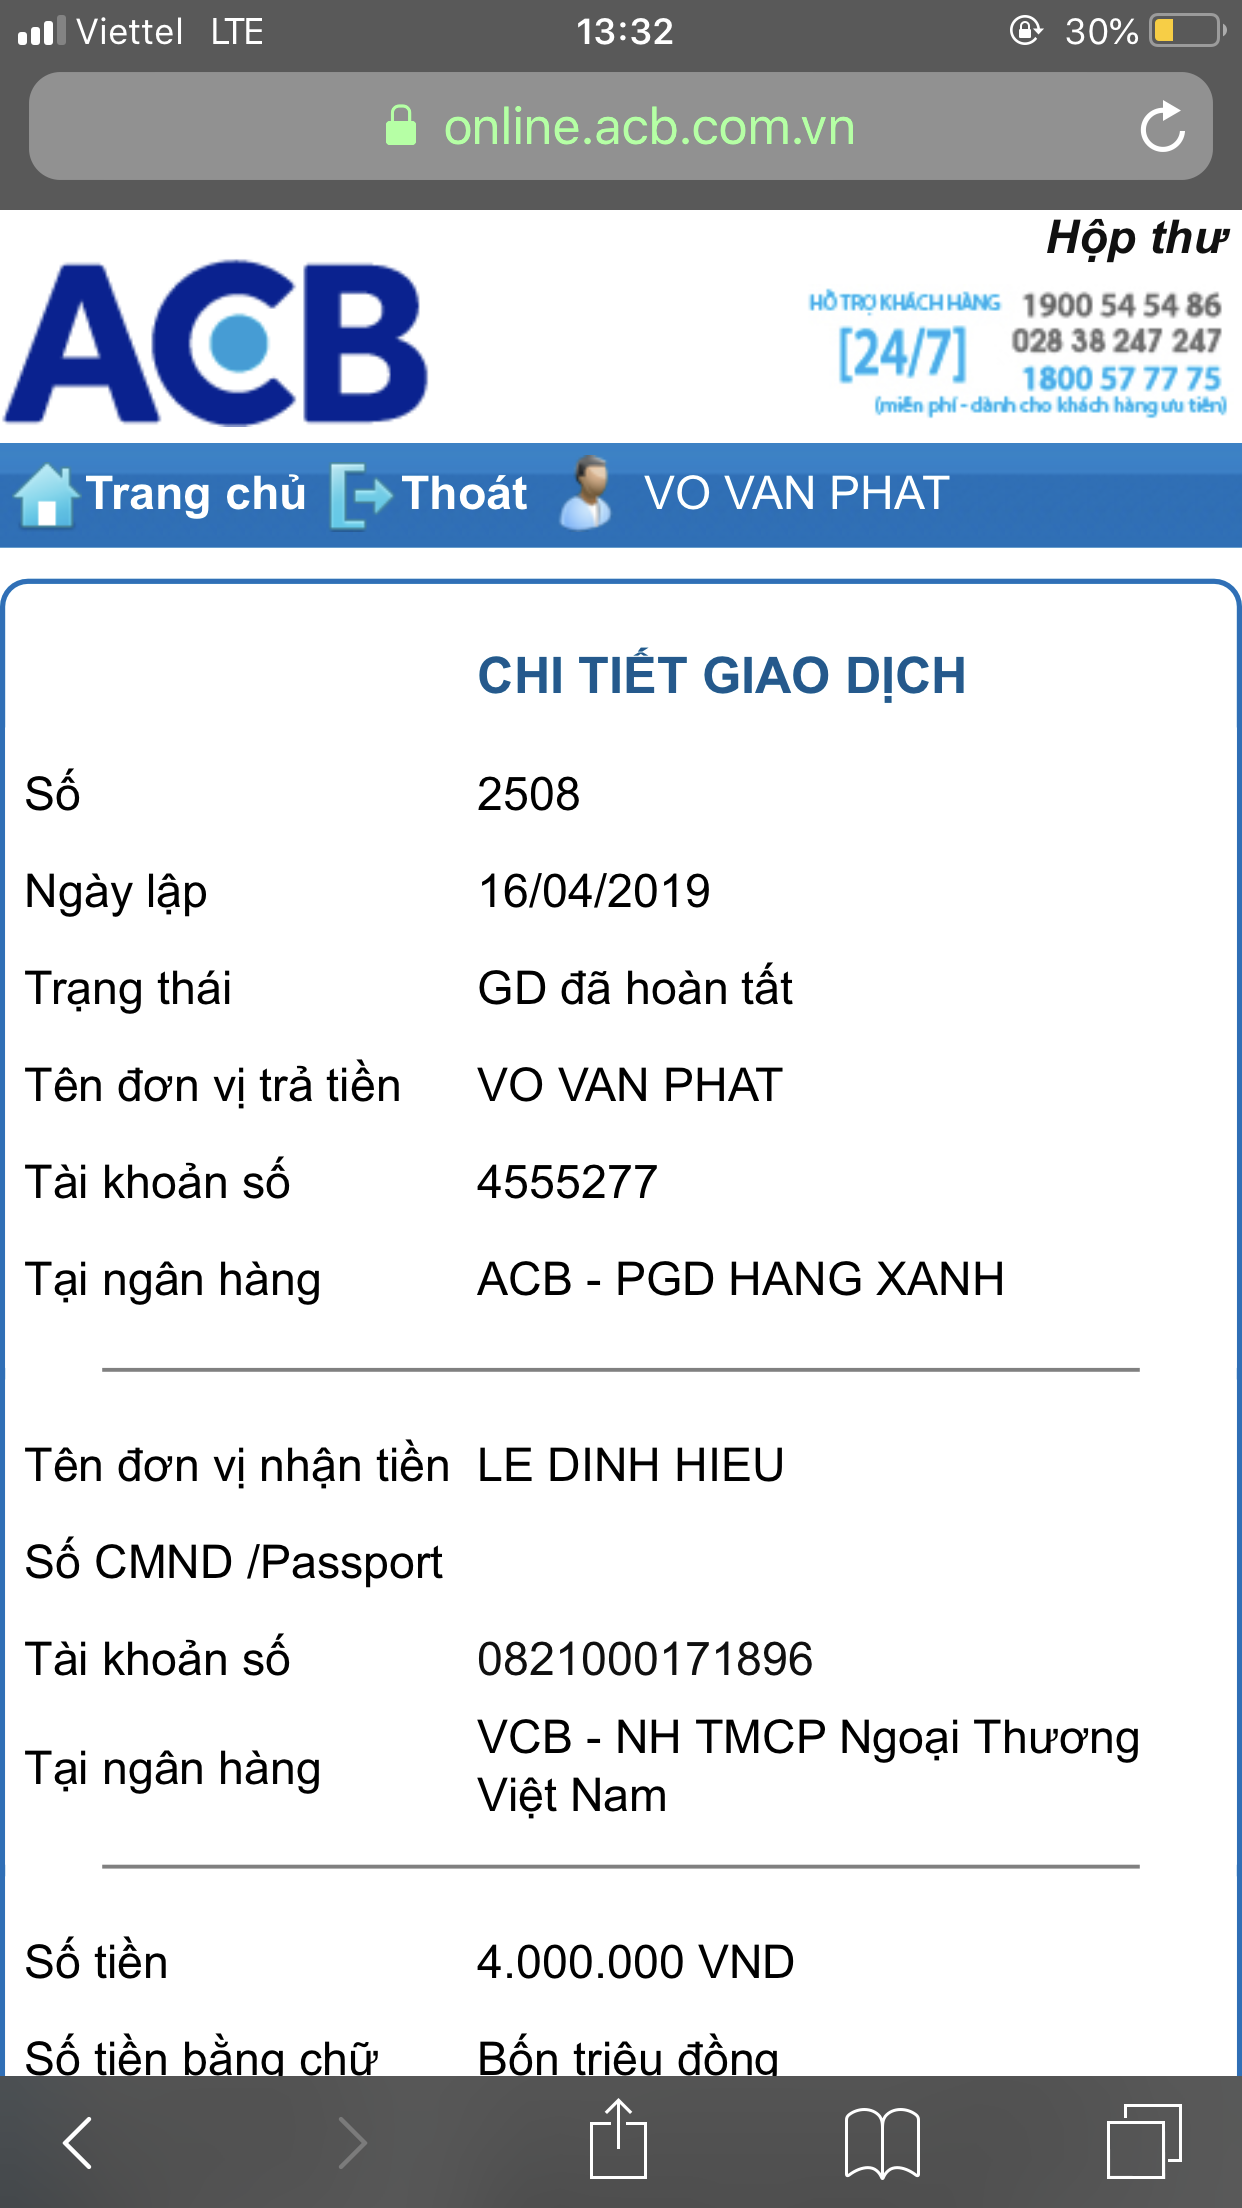 Viettel LTE 13:32 30%
online.acb.com.vn
Hộp thư
ACB
HỖ TRỢ KHÁCH HÀNG 1900 54 54 86
[24/7] 028 38 247 247
1800 57 77 75
(miễn phí - dành cho khách hàng ưu tiên)
Trang chủ Thoát VO VAN PHAT
CHI TIẾT GIAO DỊCH
Số 2508
Ngày lập 16/04/2019
Trạng thái GD đã hoàn tất
Tên đơn vị trả tiền VO VAN PHAT
Tài khoản số 4555277
Tại ngân hàng ACB - PGD HANG XANH
Tên đơn vị nhận tiền LE DINH HIEU
Số CMND /Passport
Tài khoản số 0821000171896
Tại ngân hàng VCB - NH TMCP Ngoại Thương
Việt Nam
Số tiền 4.000.000 VND
Số tiền bằng chữ Bốn triệu đồng